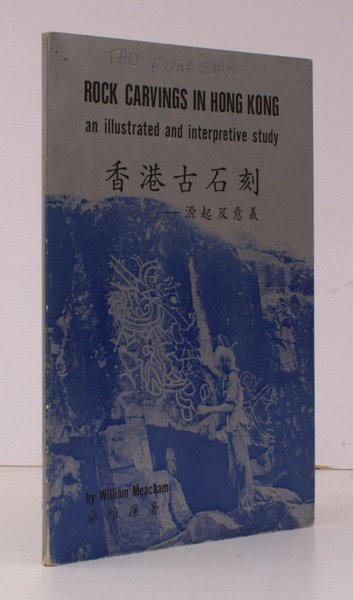 TAO FUNG SHAN
ROCK CARVINGS IN HONG KONG
an illustrated and interpretive study
香港古石刻
——源起及意義
by William Meacham
秦維廉著